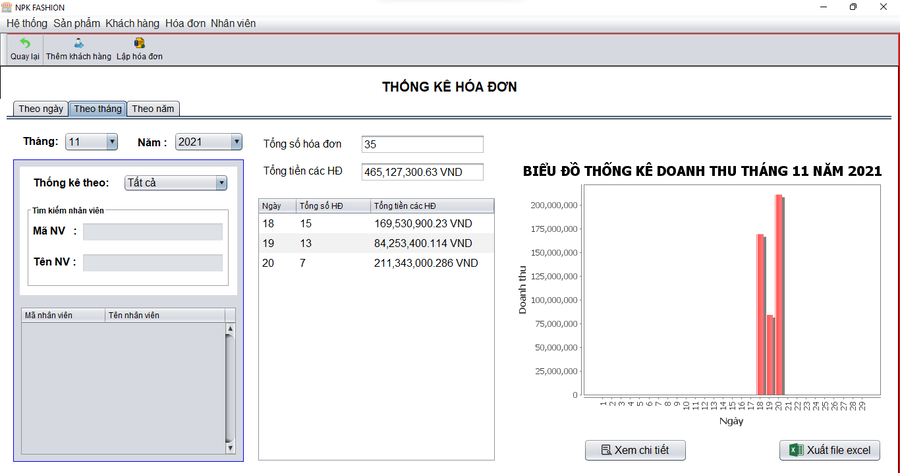 NPK FASHION
Hệ thống Sản phẩm Khách hàng Hóa đơn Nhân viên
Quay lại Thêm khách hàng Lập hóa đơn
THỐNG KÊ HÓA ĐƠN
Theo ngày Theo tháng Theo năm
Tháng: 11 Năm : 2021
Tổng số hóa đơn 35
Tổng tiền các HĐ 465,127,300.63 VND
Thống kê theo: Tất cả
Tìm kiếm nhân viên
Mã NV :
Tên NV :
Mã nhân viên Tên nhân viên
Ngày Tổng số HĐ Tổng tiền các HĐ
18 15 169,530,900.23 VND
19 13 84,253,400.114 VND
20 7 211,343,000.286 VND
BIỂU ĐỒ THỐNG KÊ DOANH THU THÁNG 11 NĂM 2021
Doanh thu
200,000,000
175,000,000
150,000,000
125,000,000
100,000,000
75,000,000
50,000,000
25,000,000
0
1 2 3 4 5 6 7 8 9 10 11 12 13 14 15 16 17 18 19 20 21 22 23 24 25 26 27 28 29
Ngày
Xem chi tiết Xuất file excel